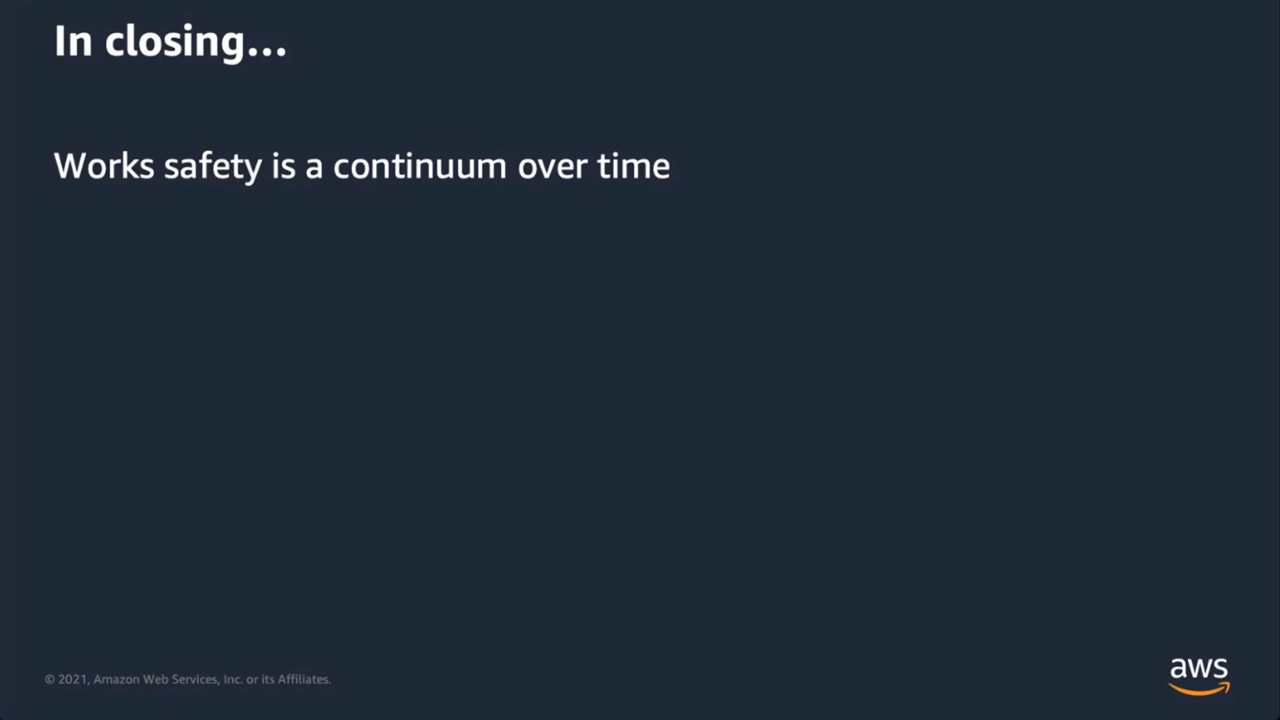 In closing...
Works safety is a continuum over time
© 2021, Amazon Web Services, Inc. or its Affiliates.
aws